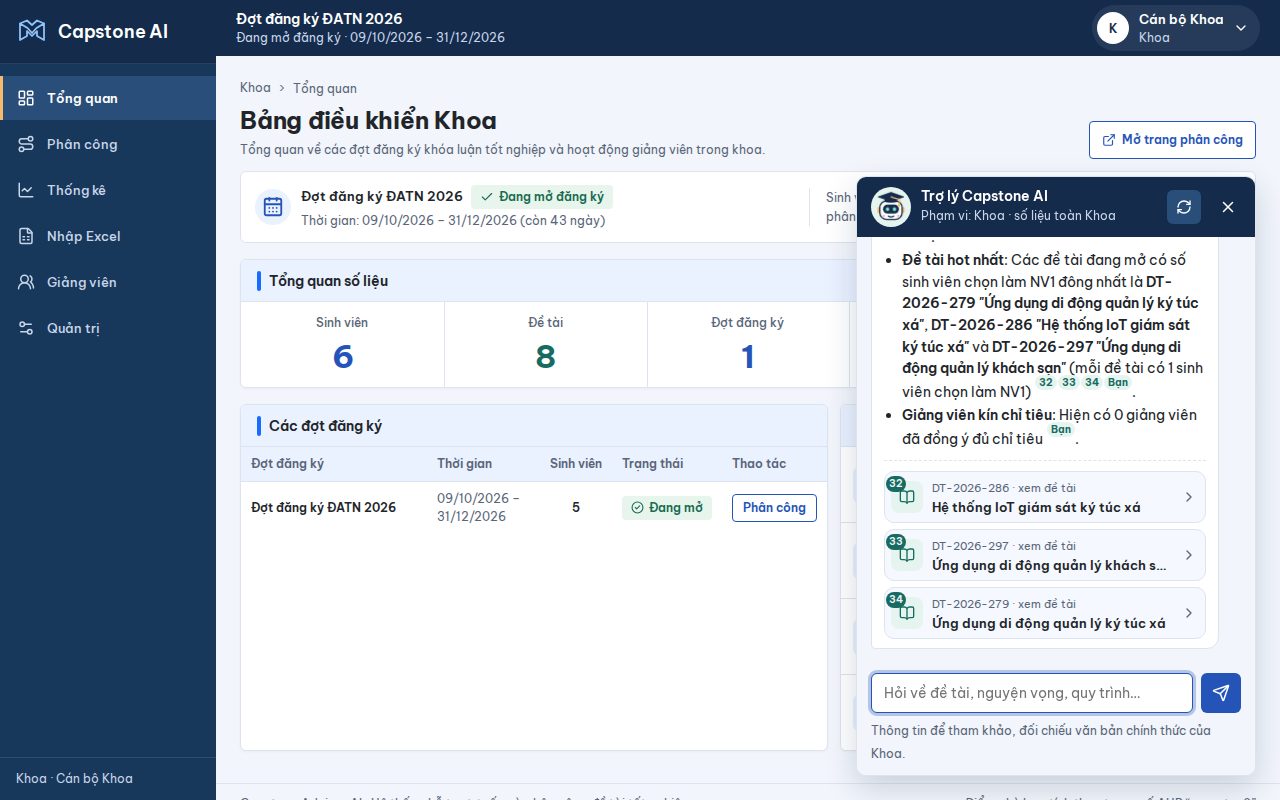 Capstone AI
Đợt đăng ký ĐATN 2026
Đang mở đăng ký · 09/10/2026 – 31/12/2026
K
Cán bộ Khoa
Khoa
Tổng quan
Phân công
Thống kê
Nhập Excel
Giảng viên
Quản trị
Khoa · Cán bộ Khoa
Khoa › Tổng quan
Bảng điều khiển Khoa
Tổng quan về các đợt đăng ký khóa luận tốt nghiệp và hoạt động giảng viên trong khoa.
Mở trang phân công
Đợt đăng ký ĐATN 2026 Đang mở đăng ký
Thời gian: 09/10/2026 – 31/12/2026 (còn 43 ngày)
Sinh v
phân
Tổng quan số liệu
Sinh viên Đề tài Đợt đăng ký
6 8 1
Các đợt đăng ký
Đợt đăng ký Thời gian Sinh viên Trạng thái Thao tác
Đợt đăng ký ĐATN 2026 09/10/2026 – 31/12/2026 5 Đang mở Phân công
Trợ lý Capstone AI
Phạm vi: Khoa · số liệu toàn Khoa
Đề tài hot nhất: Các đề tài đang mở có số
sinh viên chọn làm NV1 đông nhất là DT-
2026-279 "Ứng dụng di động quản lý ký túc
xá", DT-2026-286 "Hệ thống IoT giám sát
ký túc xá" và DT-2026-297 "Ứng dụng di
động quản lý khách sạn" (mỗi đề tài có 1 sinh
viên chọn làm NV1) 32 33 34 Bạn .
Giảng viên kín chỉ tiêu: Hiện có 0 giảng viên
đã đồng ý đủ chỉ tiêu Bạn .
32
DT-2026-286 · xem đề tài
Hệ thống IoT giám sát ký túc xá
33
DT-2026-297 · xem đề tài
Ứng dụng di động quản lý khách s...
34
DT-2026-279 · xem đề tài
Ứng dụng di động quản lý ký túc xá
Hỏi về đề tài, nguyện vọng, quy trình...
Thông tin để tham khảo, đối chiếu văn bản chính thức của
Khoa.